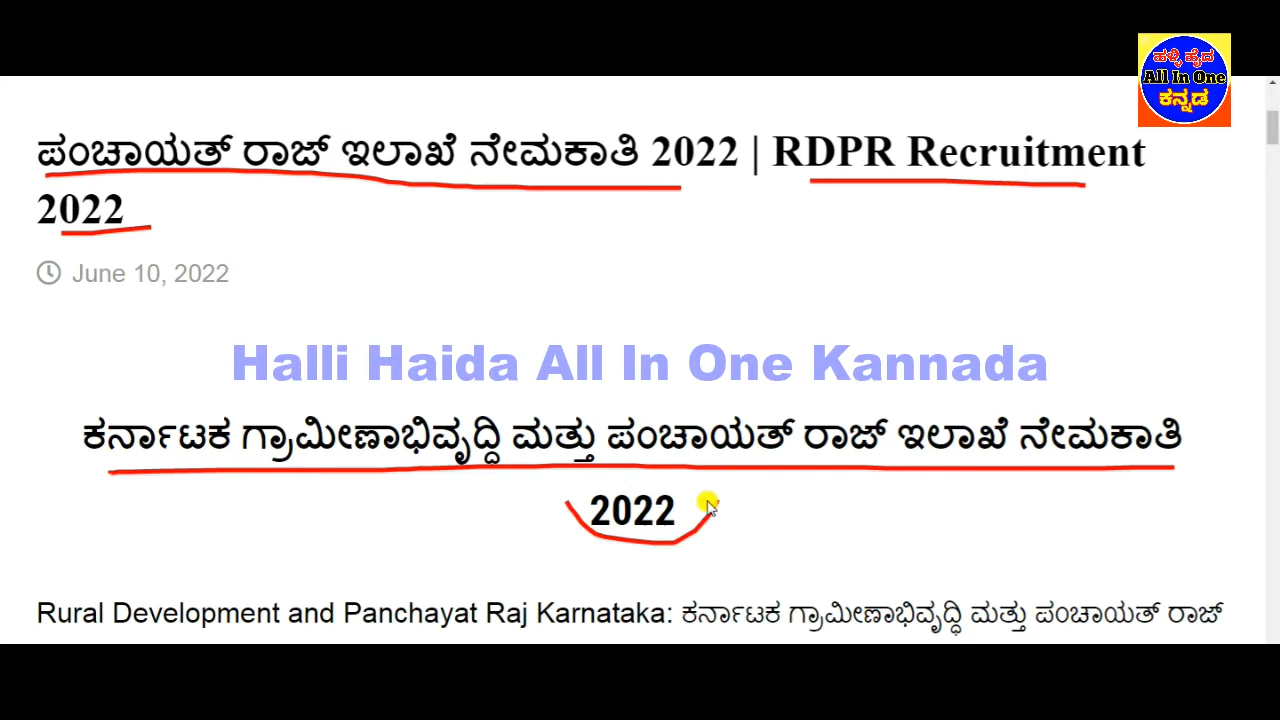 ಹಳ್ಳಿ ಹೈದ
All In One
ಕನ್ನಡ
ಪಂಚಾಯತ್ ರಾಜ್ ಇಲಾಖೆ ನೇಮಕಾತಿ 2022 | RDPR Recruitment
2022
June 10, 2022
Halli Haida All In One Kannada
ಕರ್ನಾಟಕ ಗ್ರಾಮೀಣಾಭಿವೃದ್ದಿ ಮತ್ತು ಪಂಚಾಯತ್ ರಾಜ್ ಇಲಾಖೆ ನೇಮಕಾತಿ
2022
Rural Development and Panchayat Raj Karnataka: ಕರ್ನಾಟಕ ಗ್ರಾಮೀಣಾಭಿವೃದ್ಧಿ ಮತ್ತು ಪಂಚಾಯತ್ ರಾಜ್